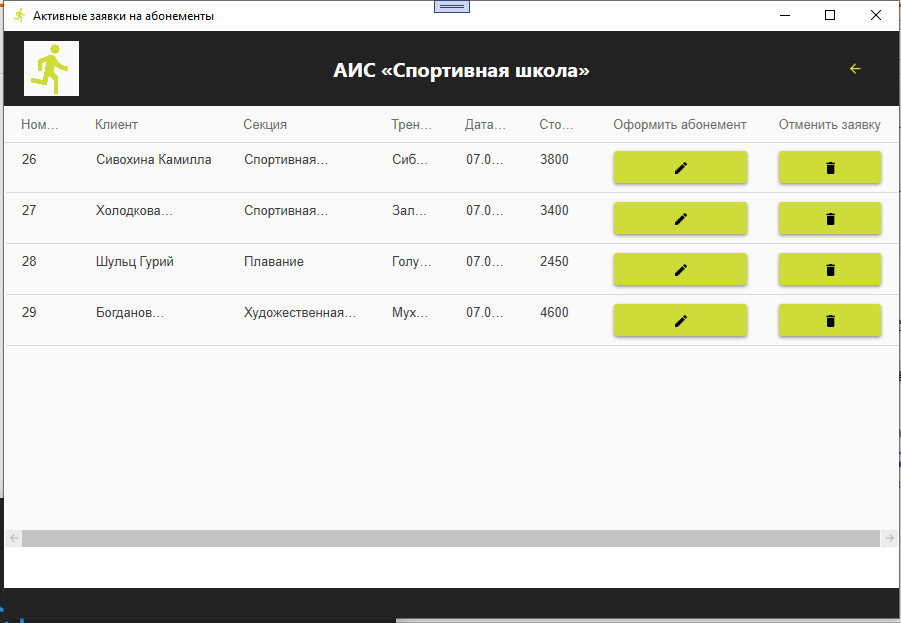 Активные заявки на абонементы
АИС «Спортивная школа»
Ном... Клиент Секция Трен... Дата... Сто... Оформить абонемент Отменить заявку
26 Сивохина Камилла Спортивная... Сиб... 07.0... 3800
27 Холодкова... Спортивная... Зал... 07.0... 3400
28 Шульц Гурий Плавание Голу... 07.0... 2450
29 Богданов... Художественная... Мух... 07.0... 4600